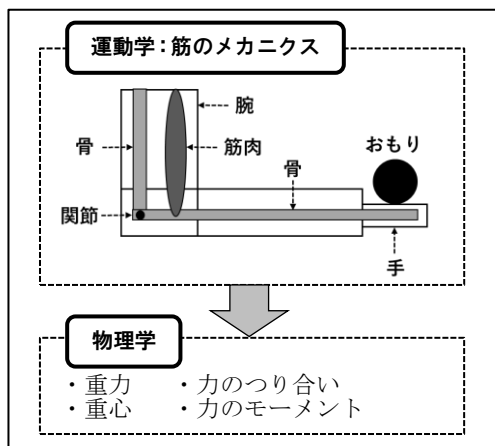 運動学：筋のメカニクス
腕
骨
筋肉
骨
おもり
関節
手
物理学
・重力　・力のつり合い
・重心　・力のモーメント